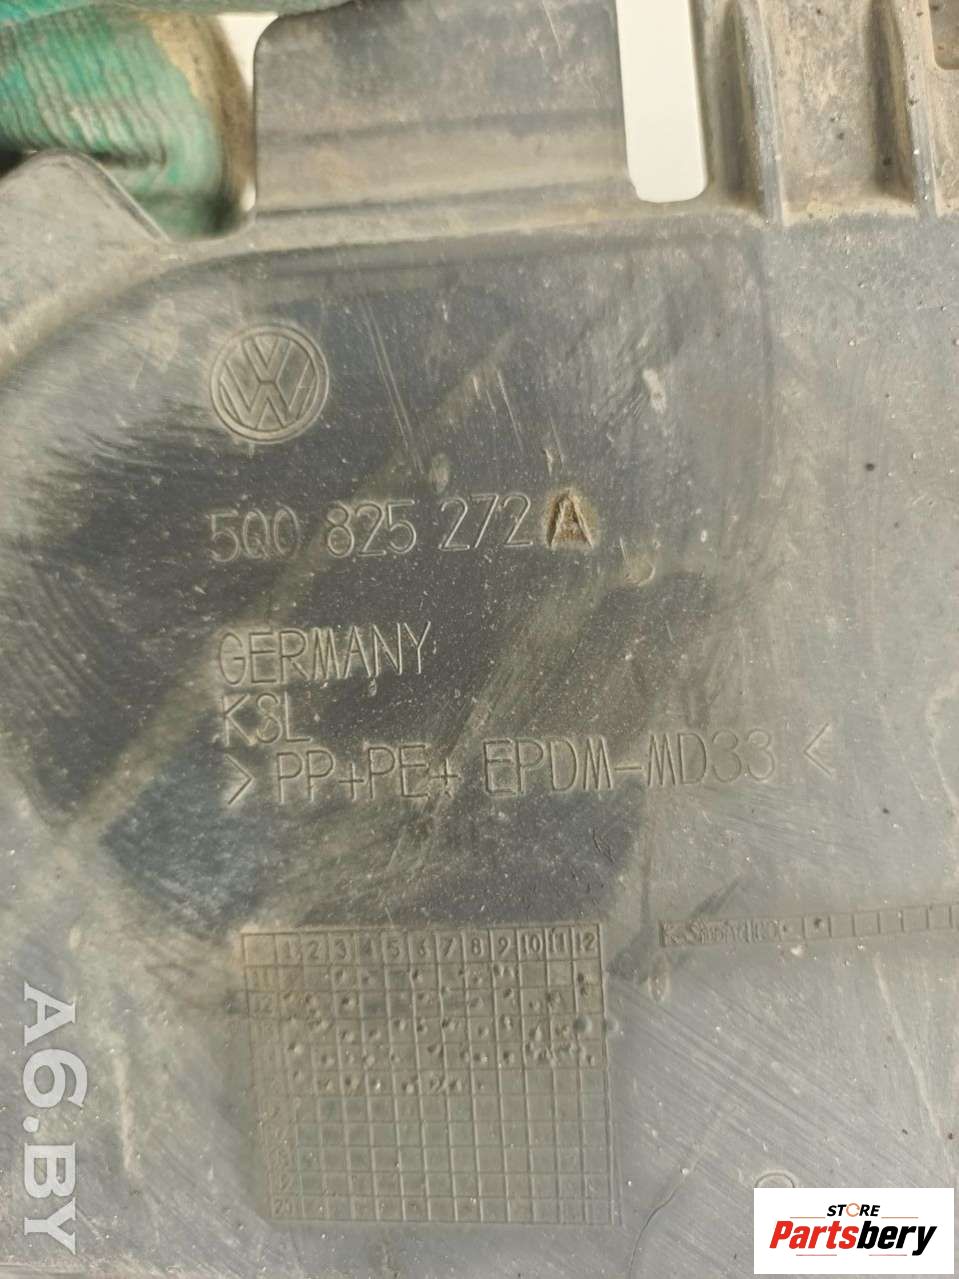 5Q0 825 272 A
GERMANY
KSL
> PP+PE+ EPDM-MD33 <
1 2 3 4 5 6 7 8 9 10 11 12
A6.BY
STORE
Partsbery